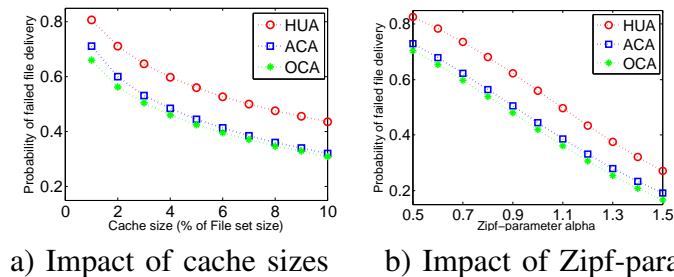 Probability of failed file delivery
0.8
0.6
0.4
0.2
0 2 4 6 8 10
Cache size (% of File set size)
HUA
ACA
OCA
a) Impact of cache sizes
Probability of failed file delivery
0.8
0.6
0.4
0.2
0.5 0.7 0.9 1.1 1.3 1.5
Zipf-parameter alpha
HUA
ACA
OCA
b) Impact of Zipf-para